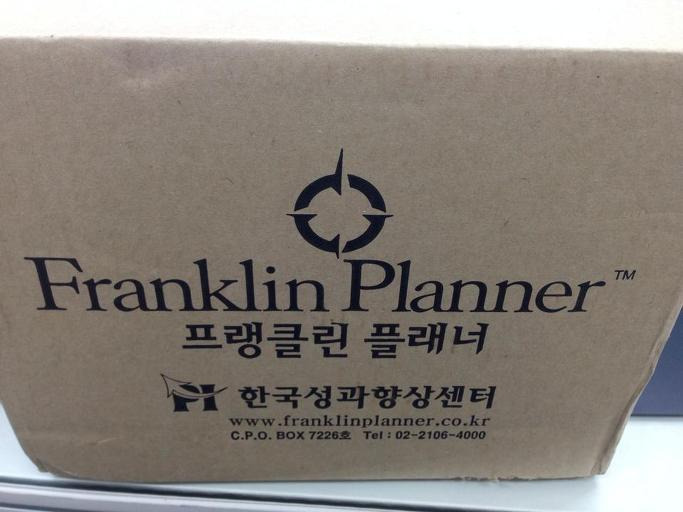 Franklin Planner™
프랭클린 플래너
한국성과향상센터
www.franklinplanner.co.kr
C.P.O. BOX 7226호 Tel : 02-2106-4000